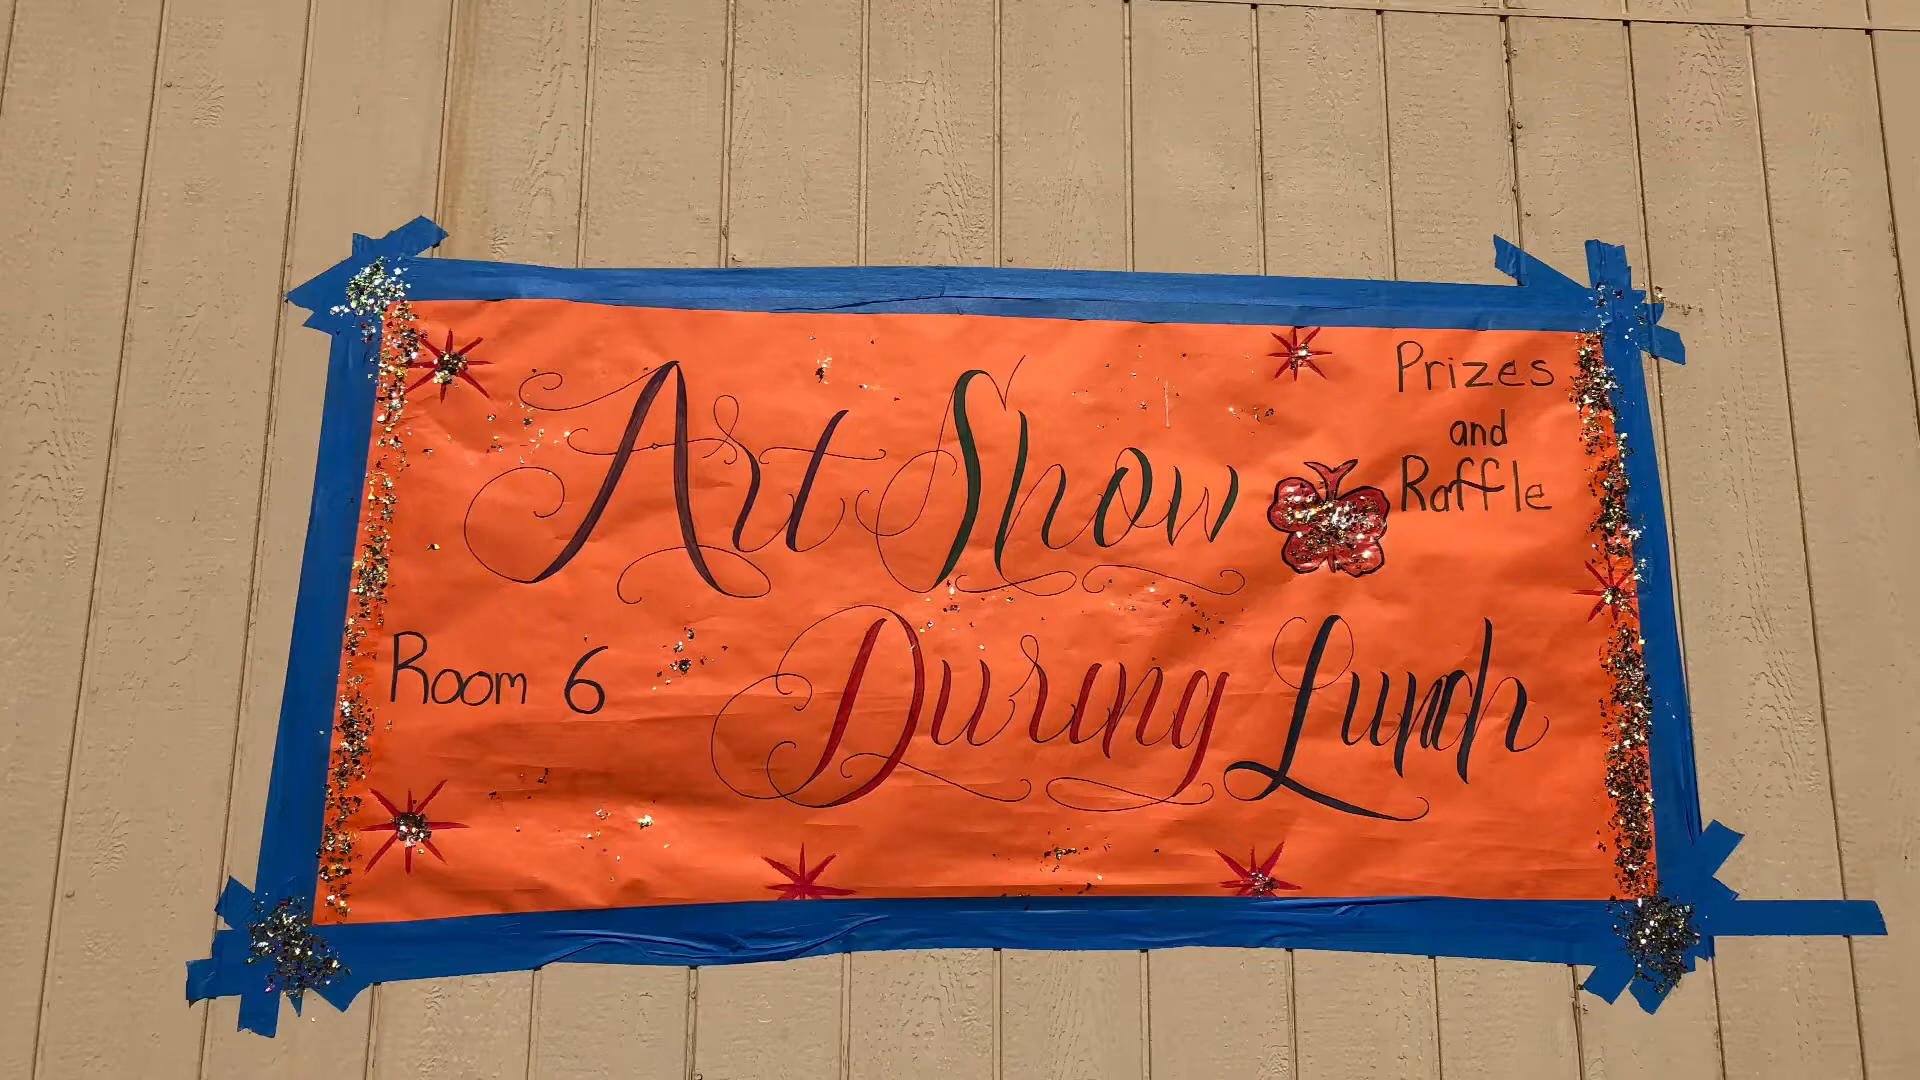 Art Show
Prizes
and
Raffle
Room 6
During Lunch